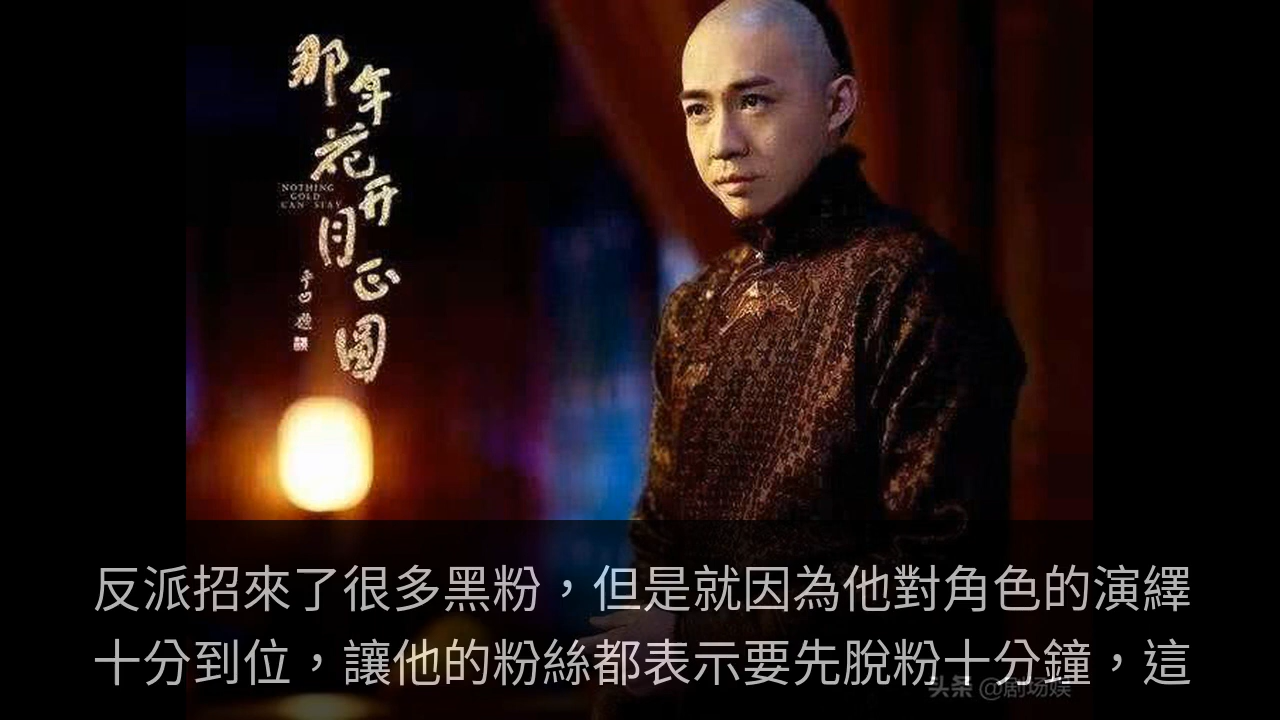 那年花开月正圆
NOTHING
GOLD
CAN STAY
反派招來了很多黑粉，但是就因為他對角色的演繹
十分到位，讓他的粉絲都表示要先脫粉十分鐘，這
头条 @剧场娱